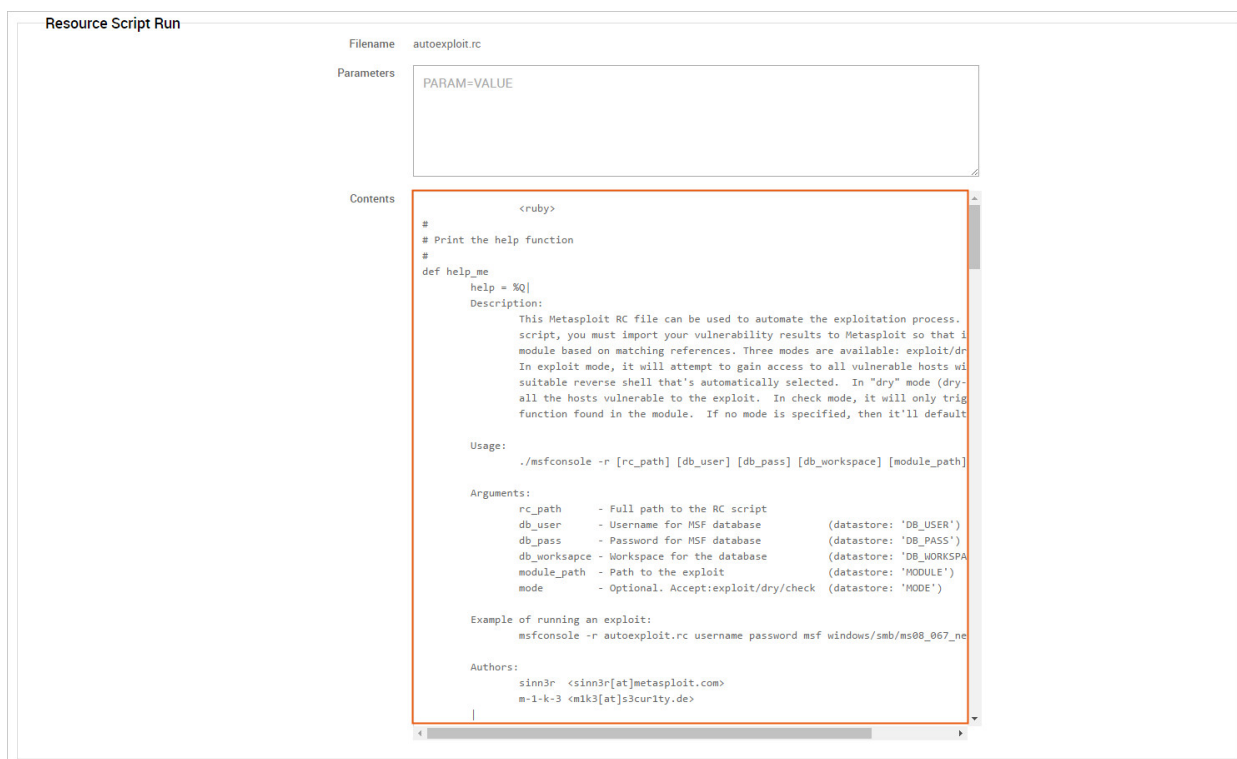 Resource Script Run
Filename autoexploit.rc
Parameters
PARAM=VALUE
Contents
<ruby>
#
# Print the help function
#
def help_me
help = %Q|
Description:
This Metasploit RC file can be used to automate the exploitation process.
script, you must import your vulnerability results to Metasploit so that i
module based on matching references. Three modes are available: exploit/dr
In exploit mode, it will attempt to gain access to all vulnerable hosts wi
suitable reverse shell that's automatically selected. In "dry" mode (dry-
all the hosts vulnerable to the exploit. In check mode, it will only trig
function found in the module. If no mode is specified, then it'll default
Usage:
./msfconsole -r [rc_path] [db_user] [db_pass] [db_workspace] [module_path]
Arguments:
rc_path - Full path to the RC script
db_user - Username for MSF database (datastore: 'DB_USER')
db_pass - Password for MSF database (datastore: 'DB_PASS')
db_worksapce - Workspace for the database (datastore: 'DB_WORKSPA
module_path - Path to the exploit (datastore: 'MODULE')
mode - Optional. Accept:exploit/dry/check (datastore: 'MODE')
Example of running an exploit:
msfconsole -r autoexploit.rc username password msf windows/smb/ms08_067_ne
Authors:
sinn3r <sinn3r[at]metasploit.com>
m-1-k-3 <m1k3[at]s3cur1ty.de>
|